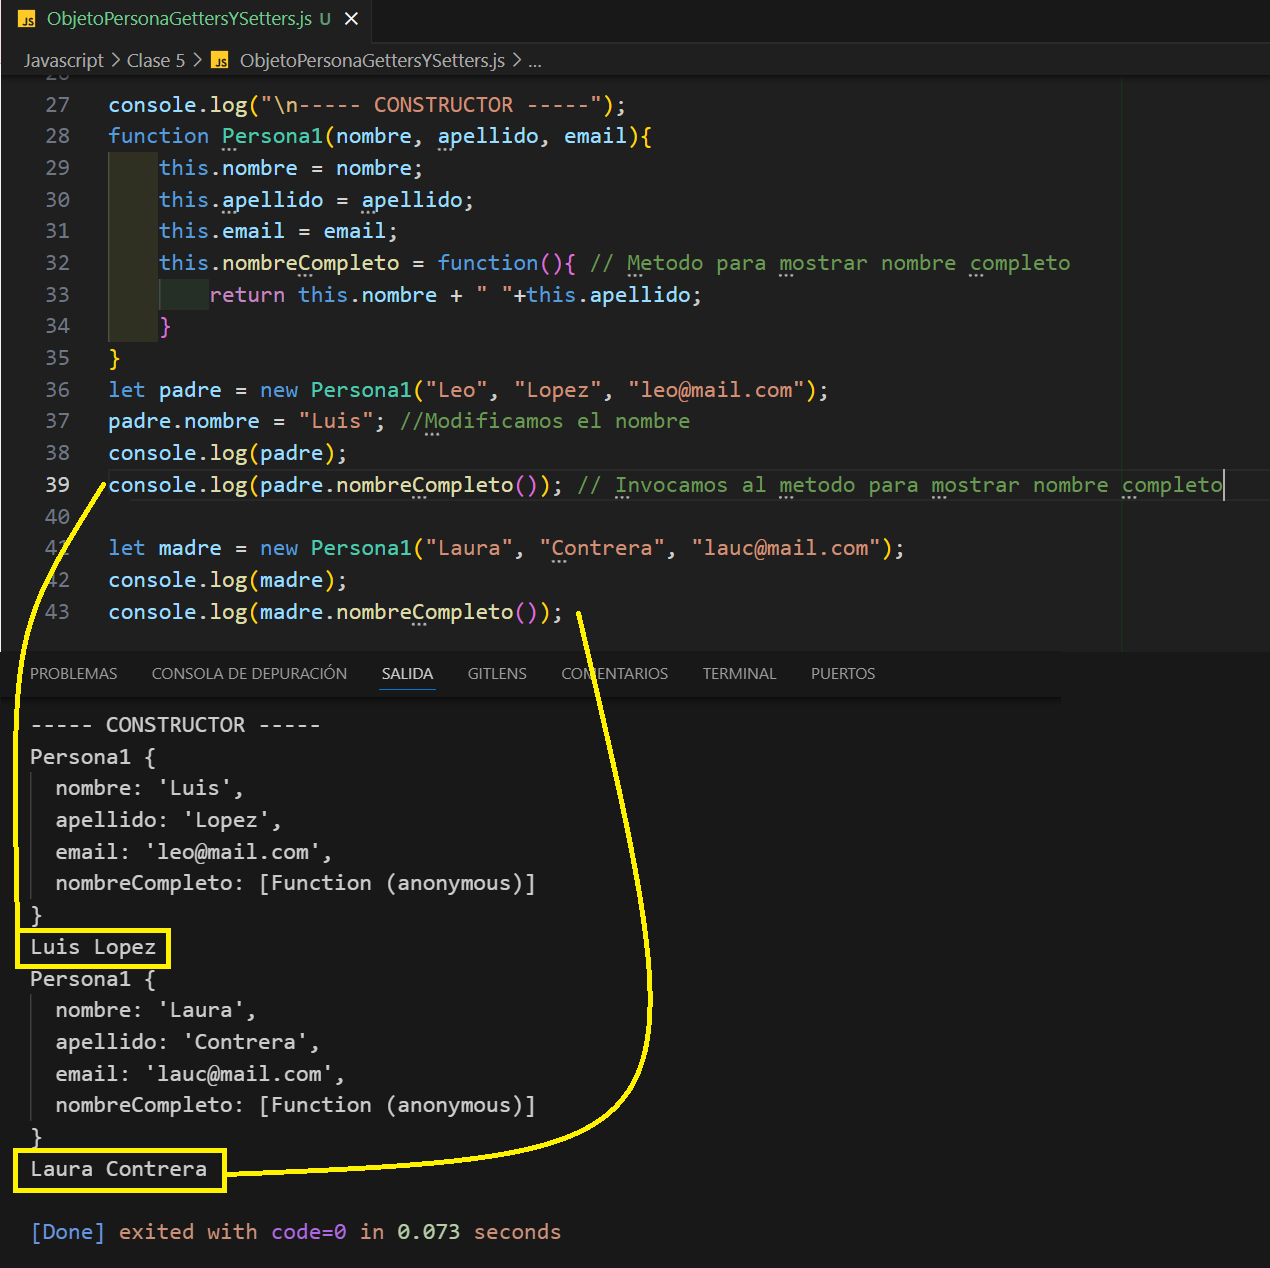 JS ObjetoPersonaGettersYSetters.js U ×
Javascript > Clase 5 > JS ObjetoPersonaGettersYSetters.js > ...
26
27 console.log("\n----- CONSTRUCTOR -----");
28 function Persona1(nombre, apellido, email){
29     this.nombre = nombre;
30     this.apellido = apellido;
31     this.email = email;
32     this.nombreCompleto = function(){ // Metodo para mostrar nombre completo
33         return this.nombre + " "+this.apellido;
34     }
35 }
36 let padre = new Persona1("Leo", "Lopez", "leo@mail.com");
37 padre.nombre = "Luis"; //Modificamos el nombre
38 console.log(padre);
39 console.log(padre.nombreCompleto()); // Invocamos al metodo para mostrar nombre completo
40
41 let madre = new Persona1("Laura", "Contrera", "lauc@mail.com");
42 console.log(madre);
43 console.log(madre.nombreCompleto());
PROBLEMAS CONSOLA DE DEPURACIÓN SALIDA GITLENS COMENTARIOS TERMINAL PUERTOS
----- CONSTRUCTOR -----
Persona1 {
  nombre: 'Luis',
  apellido: 'Lopez',
  email: 'leo@mail.com',
  nombreCompleto: [Function (anonymous)]
}
Luis Lopez
Persona1 {
  nombre: 'Laura',
  apellido: 'Contrera',
  email: 'lauc@mail.com',
  nombreCompleto: [Function (anonymous)]
}
Laura Contrera
[Done] exited with code=0 in 0.073 seconds